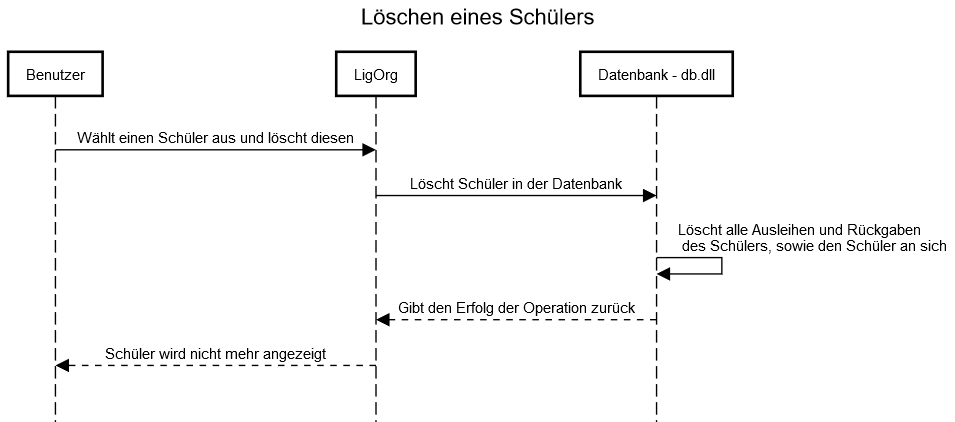 Löschen eines Schülers
Benutzer
LigOrg
Datenbank - db.dll
Wählt einen Schüler aus und löscht diesen
Löscht Schüler in der Datenbank
Löscht alle Ausleihen und Rückgaben
des Schülers, sowie den Schüler an sich
Gibt den Erfolg der Operation zurück
Schüler wird nicht mehr angezeigt